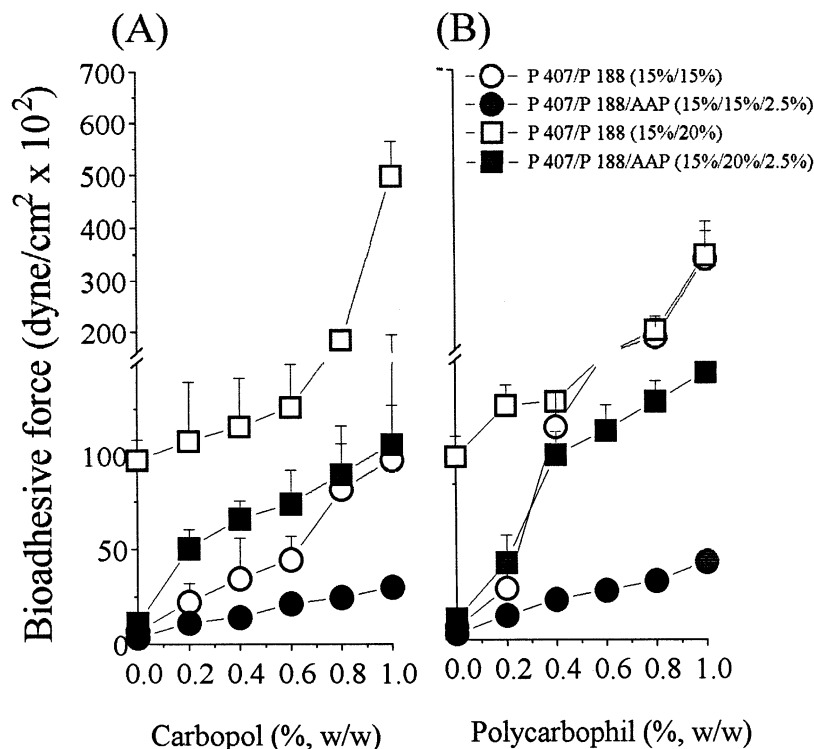 (A)
(B)
Bioadhesive force (dyne/cm² x 10²)
700
600
500
400
300
200
100
50
0
P 407/P 188 (15%/15%)
P 407/P 188/AAP (15%/15%/2.5%)
P 407/P 188 (15%/20%)
P 407/P 188/AAP (15%/20%/2.5%)
0.0 0.2 0.4 0.6 0.8 1.0
0.0 0.2 0.4 0.6 0.8 1.0
Carbopol (%, w/w)
Polycarbophil (%, w/w)